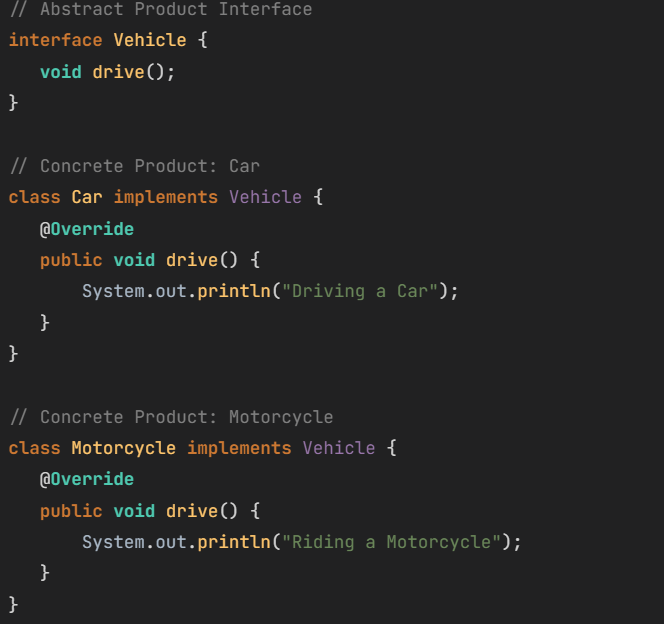 // Abstract Product Interface
interface Vehicle {
   void drive();
}

// Concrete Product: Car
class Car implements Vehicle {
   @Override
   public void drive() {
       System.out.println("Driving a Car");
   }
}

// Concrete Product: Motorcycle
class Motorcycle implements Vehicle {
   @Override
   public void drive() {
       System.out.println("Riding a Motorcycle");
   }
}